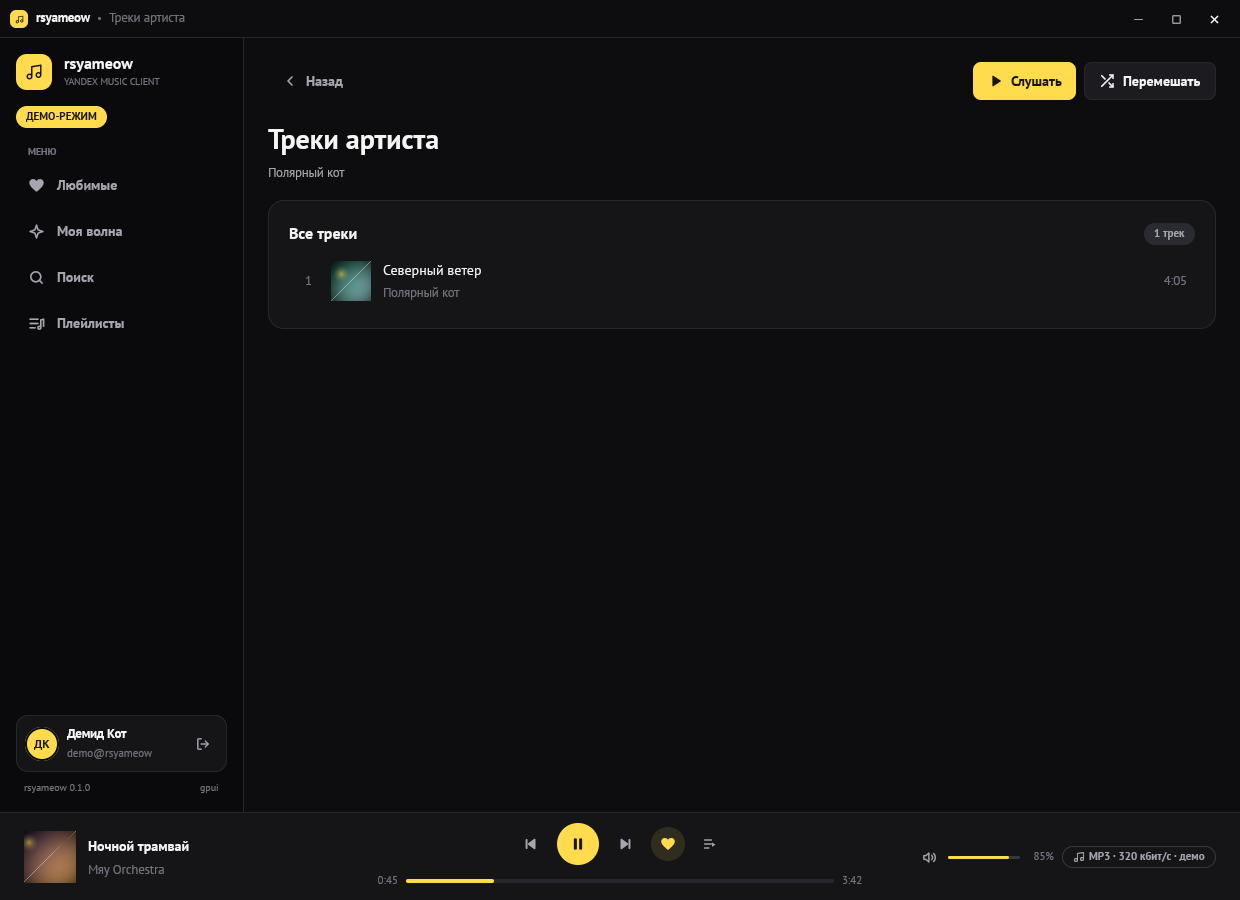 rsyameow • Треки артиста
rsyameow
YANDEX MUSIC CLIENT
ДЕМО-РЕЖИМ
МЕНЮ
Любимые
Моя волна
Поиск
Плейлисты
Назад
Слушать
Перемешать
Треки артиста
Полярный кот
Все треки
1 трек
1
Северный ветер
Полярный кот
4:05
ДК
Демид Кот
demo@rsyameow
rsyameow 0.1.0
gpui
Ночной трамвай
Мяу Orchestra
0:45
3:42
85%
MP3 · 320 кбит/с · демо